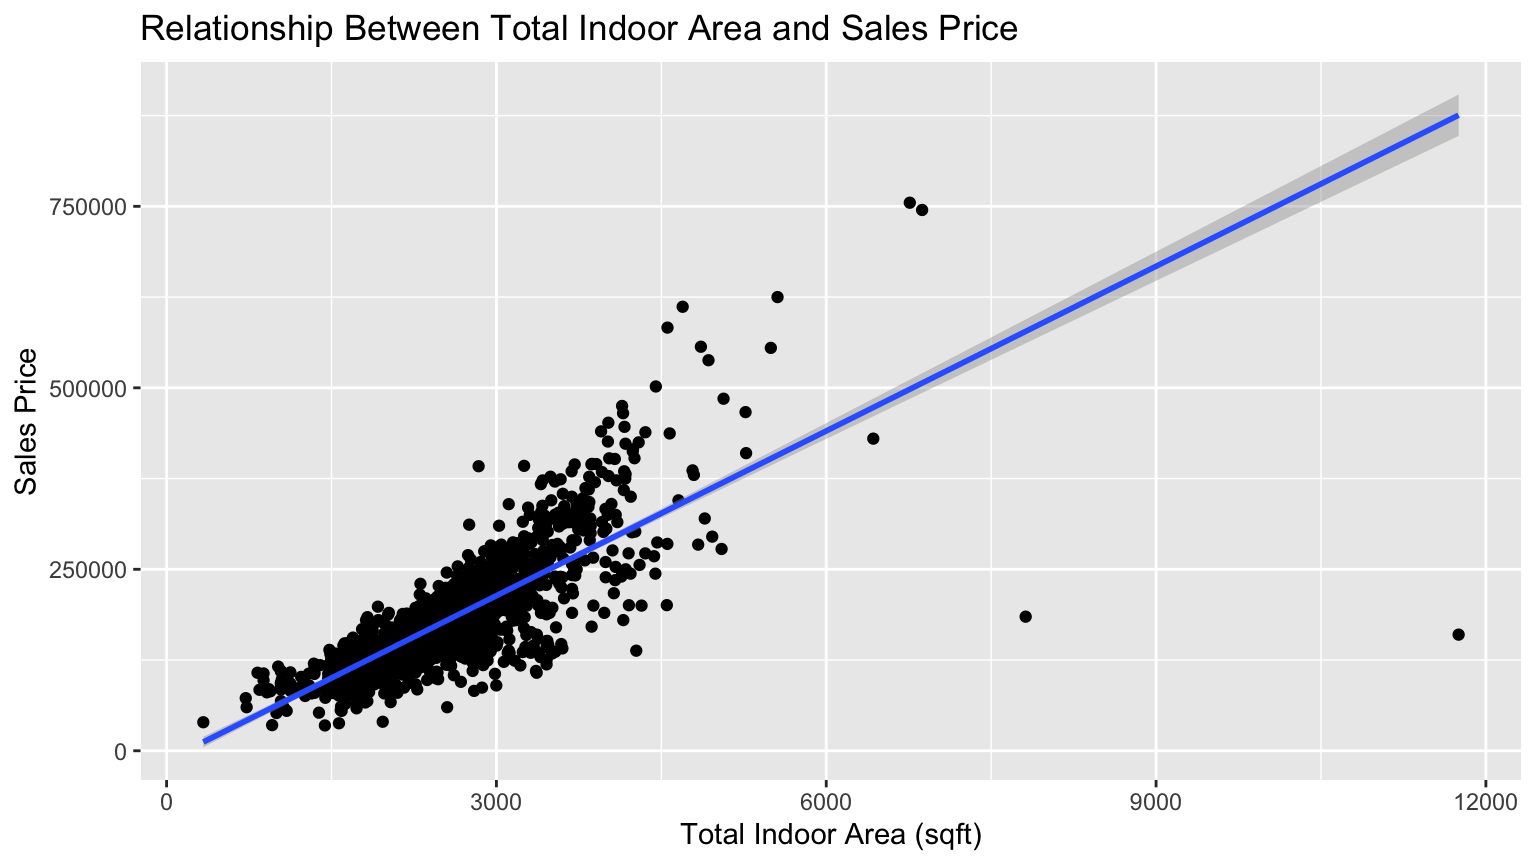 Relationship Between Total Indoor Area and Sales Price
Sales Price
750000
500000
250000
0
0 3000 6000 9000 12000
Total Indoor Area (sqft)